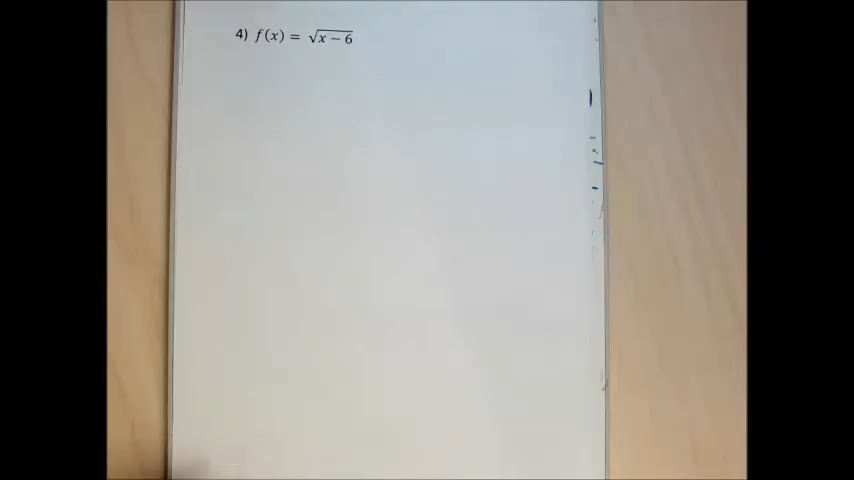 4) f(x) = √(x − 6)